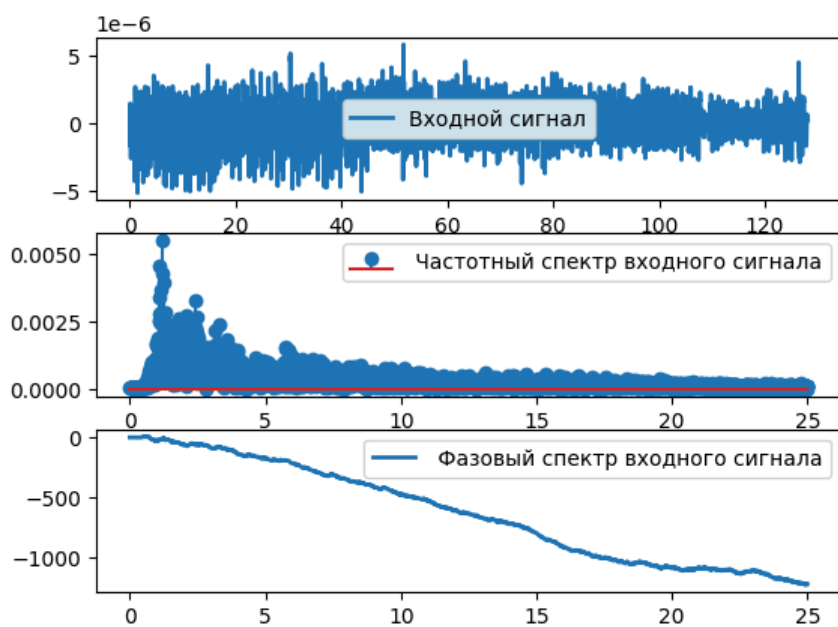 1e−6
5
0
−5
Входной сигнал
0 20 40 60 80 100 120
0.0050
0.0025
0.0000
Частотный спектр входного сигнала
0 5 10 15 20 25
0
−500
−1000
Фазовый спектр входного сигнала
0 5 10 15 20 25